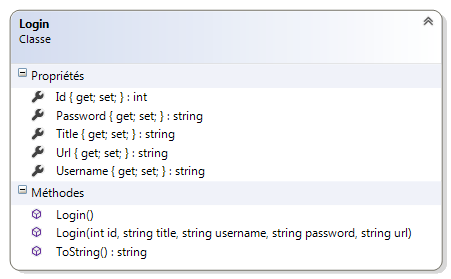 Login
Classe
Propriétés
Id { get; set; } : int
Password { get; set; } : string
Title { get; set; } : string
Url { get; set; } : string
Username { get; set; } : string
Méthodes
Login()
Login(int id, string title, string username, string password, string url)
ToString() : string